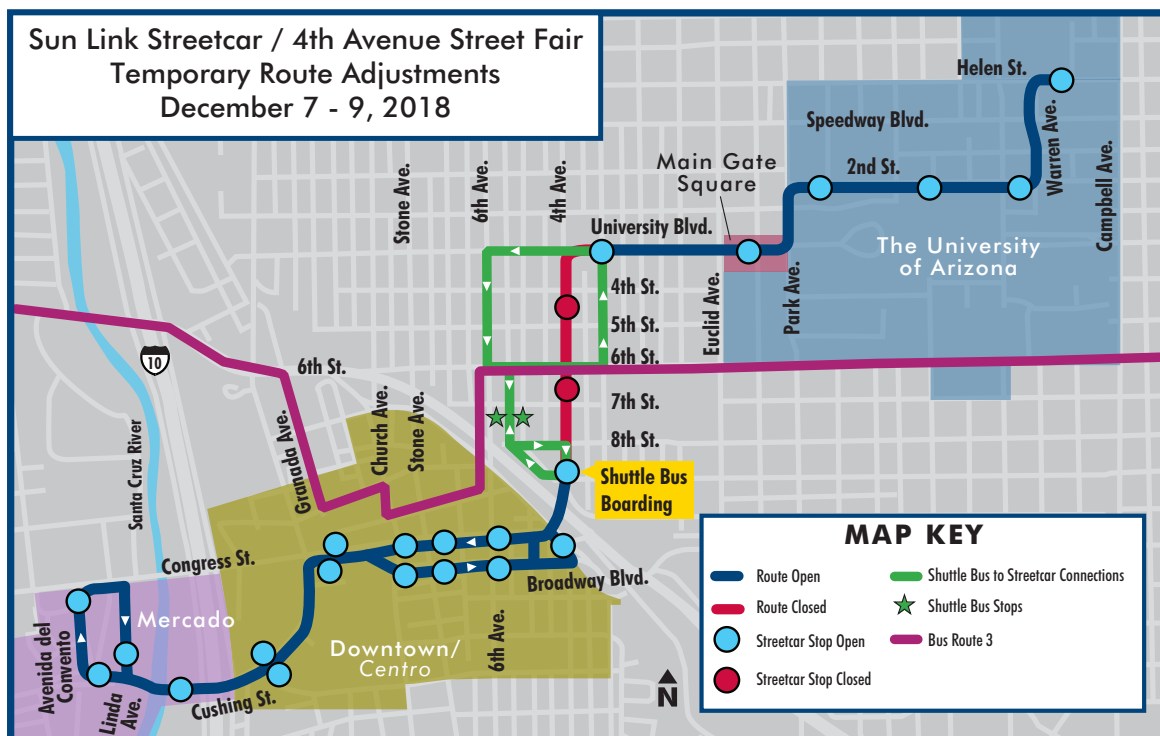 Sun Link Streetcar / 4th Avenue Street Fair
Temporary Route Adjustments
December 7 - 9, 2018
Helen St.
Speedway Blvd.
Warren Ave.
Campbell Ave.
2nd St.
Main Gate
Square
Stone Ave.
6th Ave.
4th Ave.
University Blvd.
The University
of Arizona
Euclid Ave.
Park Ave.
4th St.
5th St.
6th St.
10
6th St.
7th St.
8th St.
Granada Ave.
Church Ave.
Stone Ave.
Santa Cruz River
Shuttle Bus
Boarding
Congress St.
Broadway Blvd.
Mercado
Avenida del
Convento
Linda
Ave.
Cushing St.
Downtown/
Centro
6th Ave.
N
MAP KEY
Route Open
Route Closed
Streetcar Stop Open
Streetcar Stop Closed
Shuttle Bus to Streetcar Connections
Shuttle Bus Stops
Bus Route 3